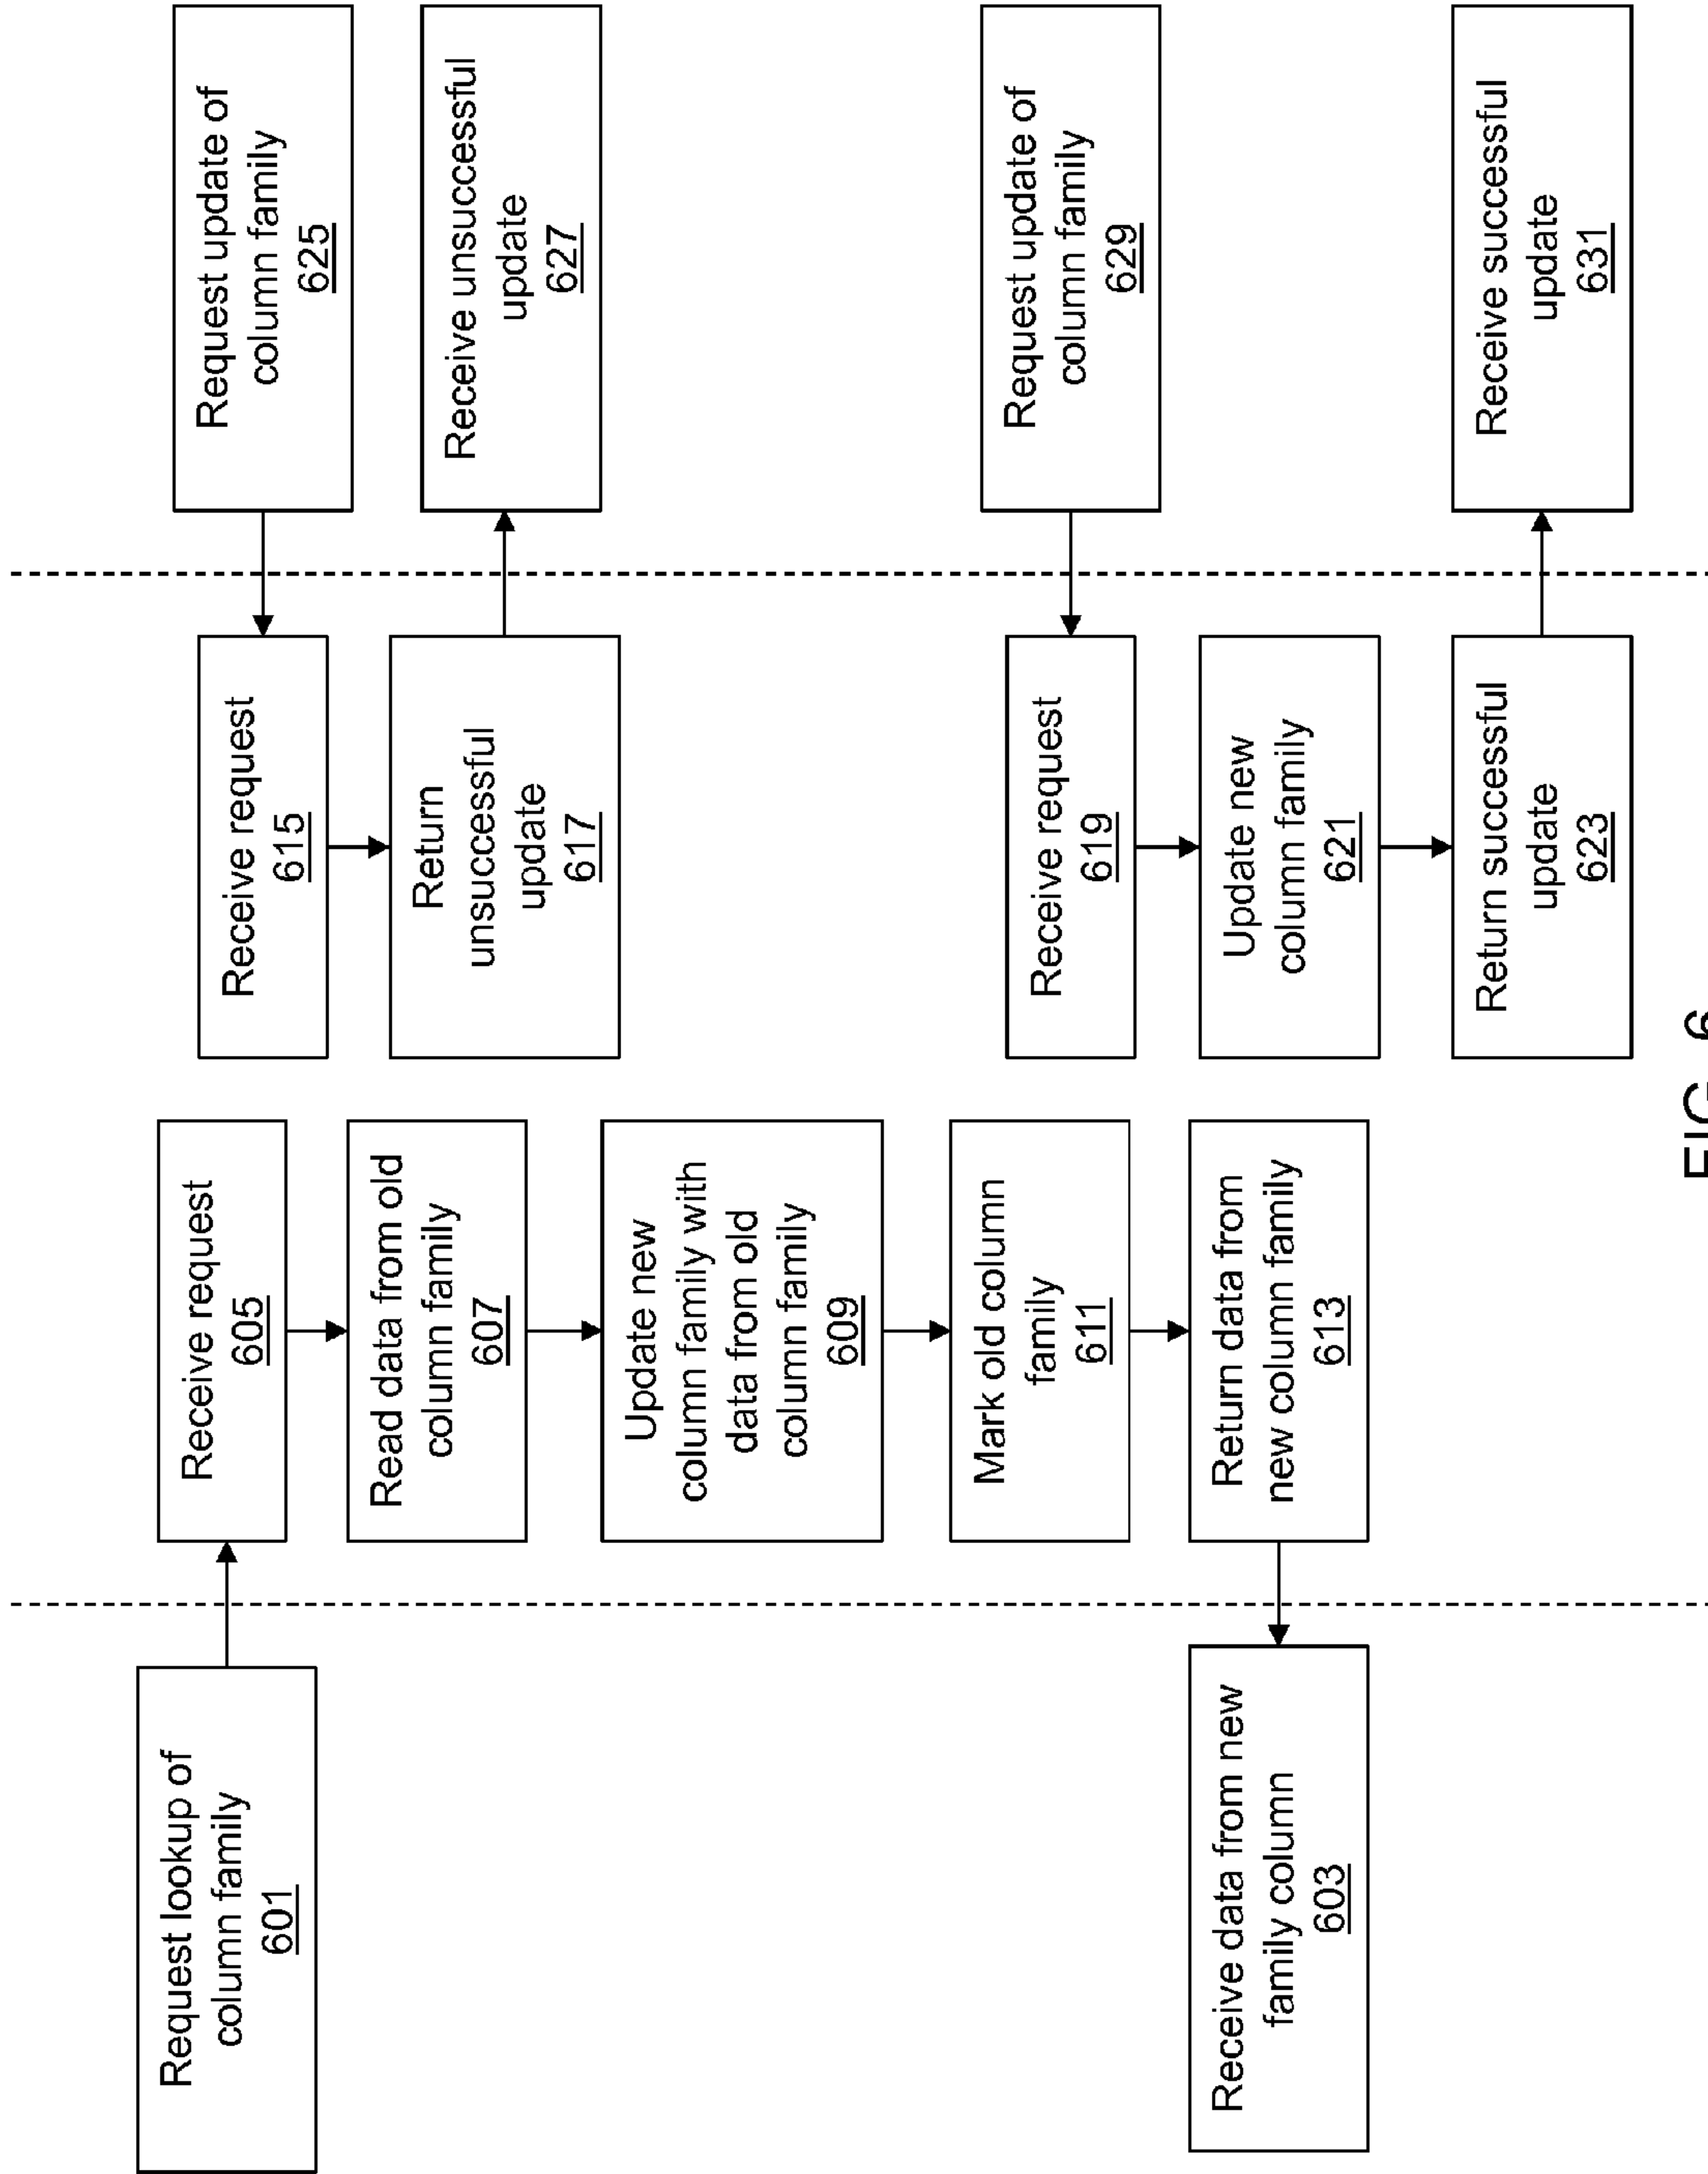 Request lookup of
column family
601
Receive data from new
family column
603
Receive request
605
Read data from old
column family
607
Update new
column family with
data from old
column family
609
Mark old column
family
611
Return data from
new column family
613
Receive request
615
Return
unsuccessful
update
617
Receive request
619
Update new
column family
621
Return successful
update
623
Request update of
column family
625
Receive unsuccessful
update
627
Request update of
column family
629
Receive successful
update
631
FIG. 6